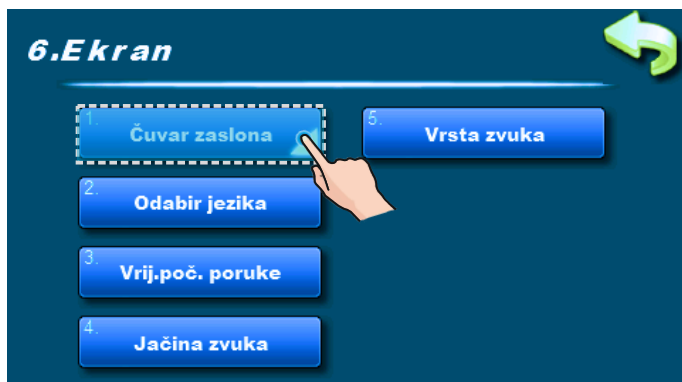 6.Ekran
1.
Čuvar zaslona
2.
Odabir jezika
3.
Vrij.poč. poruke
4.
Jačina zvuka
5.
Vrsta zvuka